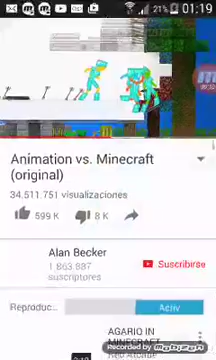 21% 01:19
Animation vs. Minecraft
(original)
34.511.751 visualizaciones
599 K
8 K
Alan Becker
1.863.887
suscriptores
Suscribirse
Reproduc...
Activ
AGARIO IN
MINECRAFT
Recorded by
Mobizen